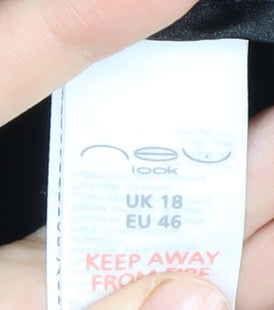 new
look
UK 18
EU 46
KEEP AWAY
FROM FIRE